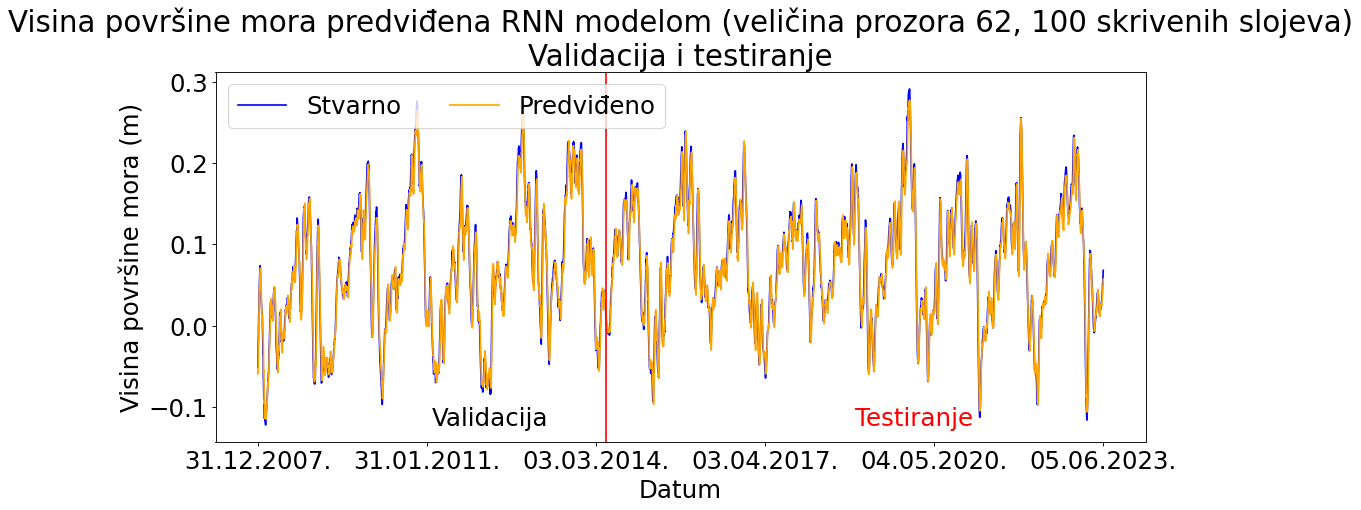 Visina površine mora predviđena RNN modelom (veličina prozora 62, 100 skrivenih slojeva)
Validacija i testiranje
Stvarno
Predviđeno
Visina površine mora (m)
0.3
0.2
0.1
0.0
−0.1
Validacija
Testiranje
31.12.2007.
31.01.2011.
03.03.2014.
03.04.2017.
04.05.2020.
05.06.2023.
Datum